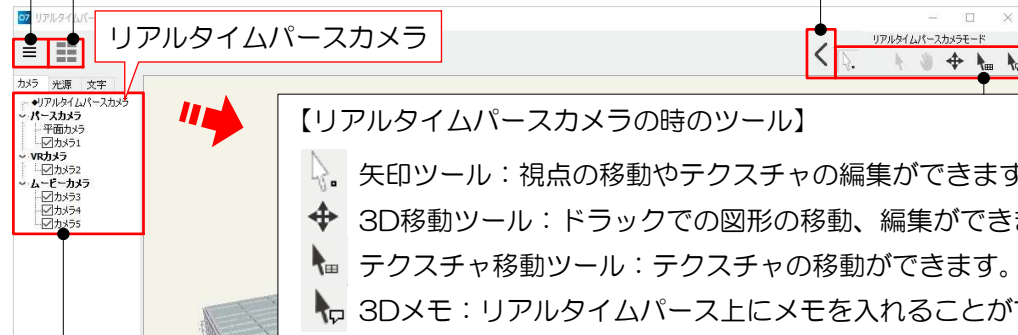 リアルタイムパースカメラ
リアルタイムパースカメラモード
カメラ 光源 文字
◆リアルタイムパースカメラ
パースカメラ
平面カメラ
カメラ1
VRカメラ
カメラ2
ムービーカメラ
カメラ3
カメラ4
カメラ5
【リアルタイムパースカメラの時のツール】
矢印ツール：視点の移動やテクスチャの編集ができます
3D移動ツール：ドラックでの図形の移動、編集ができ
テクスチャ移動ツール：テクスチャの移動ができます。
3Dメモ：リアルタイムパース上にメモを入れることが